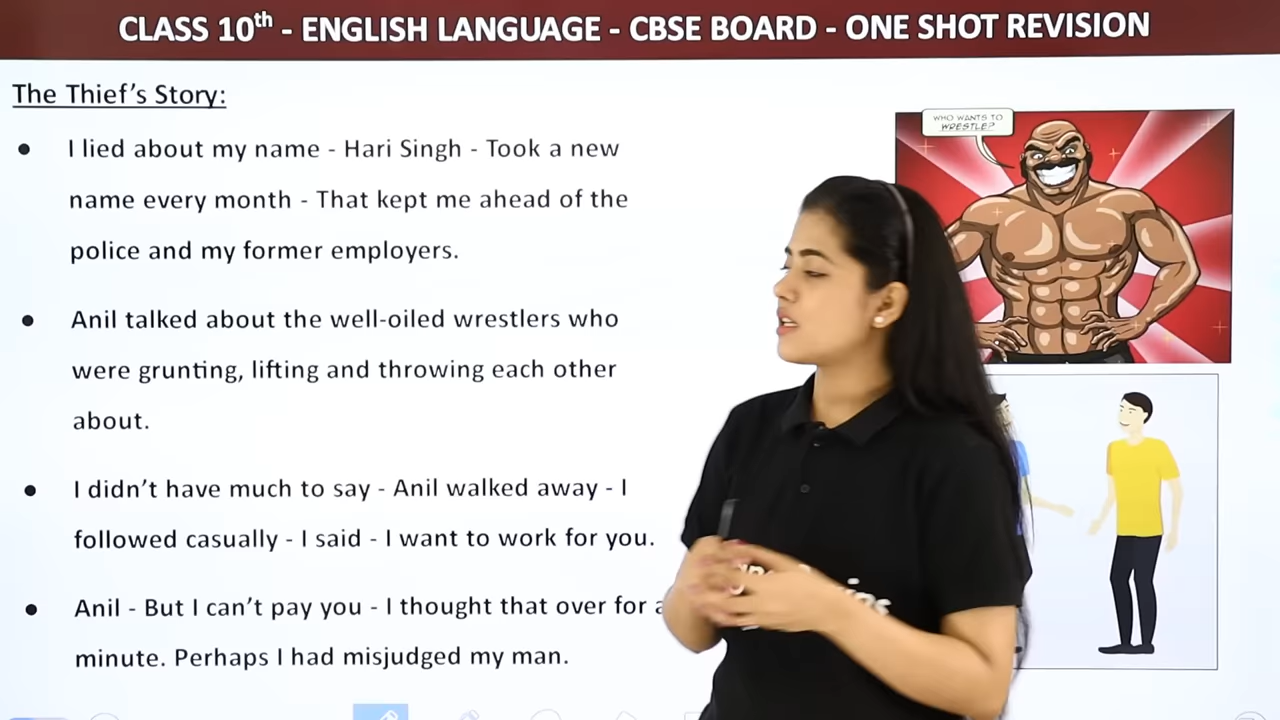 CLASS 10th - ENGLISH LANGUAGE - CBSE BOARD - ONE SHOT REVISION
The Thief's Story:
WHO WANTS TO
WRESTLE?
• I lied about my name - Hari Singh - Took a new
name every month - That kept me ahead of the
police and my former employers.
• Anil talked about the well-oiled wrestlers who
were grunting, lifting and throwing each other
about.
• I didn't have much to say - Anil walked away - I
followed casually - I said - I want to work for you.
• Anil - But I can't pay you - I thought that over for a
minute. Perhaps I had misjudged my man.